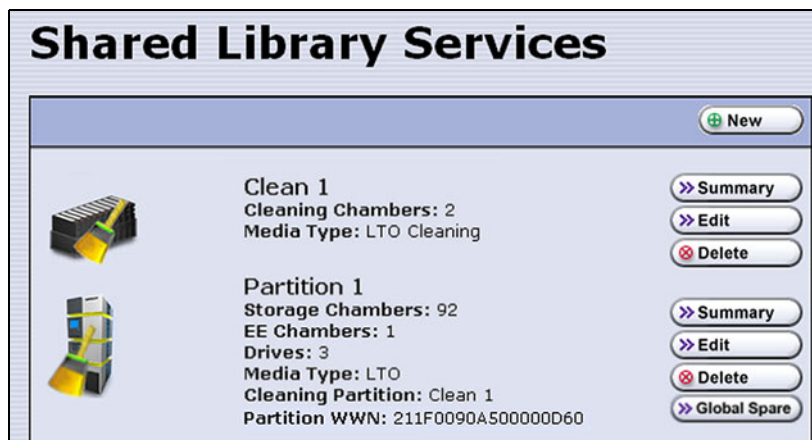 Shared Library Services
New
Clean 1
Cleaning Chambers: 2
Media Type: LTO Cleaning
Summary
Edit
Delete
Partition 1
Storage Chambers: 92
EE Chambers: 1
Drives: 3
Media Type: LTO
Cleaning Partition: Clean 1
Partition WWN: 211F0090A500000D60
Summary
Edit
Delete
Global Spare